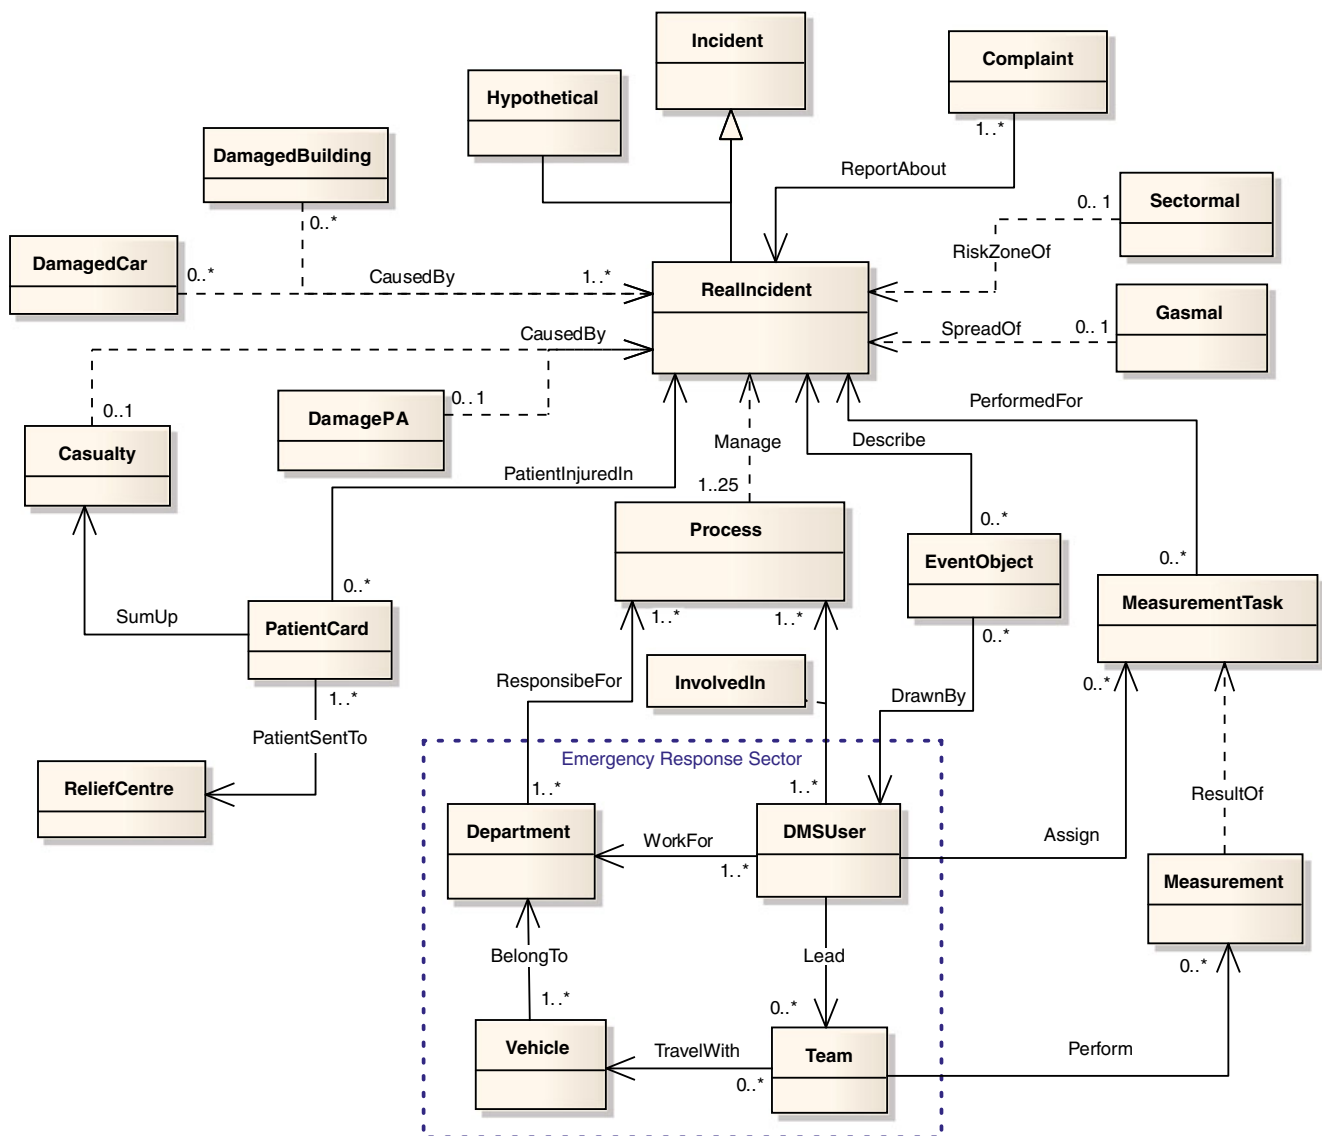 Incident
Complaint
Hypothetical
1..*
DamagedBuilding
ReportAbout
Sectormal
0.. 1
0..*
RiskZoneOf
DamagedCar
0..*
CausedBy
1..*
RealIncident
Gasmal
SpreadOf
0.. 1
CausedBy
0..1
DamagePA
0.. 1
PerformedFor
Casualty
Manage
Describe
PatientInjuredIn
1..25
Process
0..*
EventObject
0..*
0..*
MeasurementTask
SumUp
PatientCard
1..*
1..*
0..*
ResponsibeFor
InvolvedIn
0..*
1..*
DrawnBy
PatientSentTo
Emergency Response Sector
ReliefCentre
1..*
1..*
ResultOf
Department
WorkFor
DMSUser
Assign
1..*
Measurement
BelongTo
Lead
0..*
1..*
0..*
Vehicle
TravelWith
Team
Perform
0..*